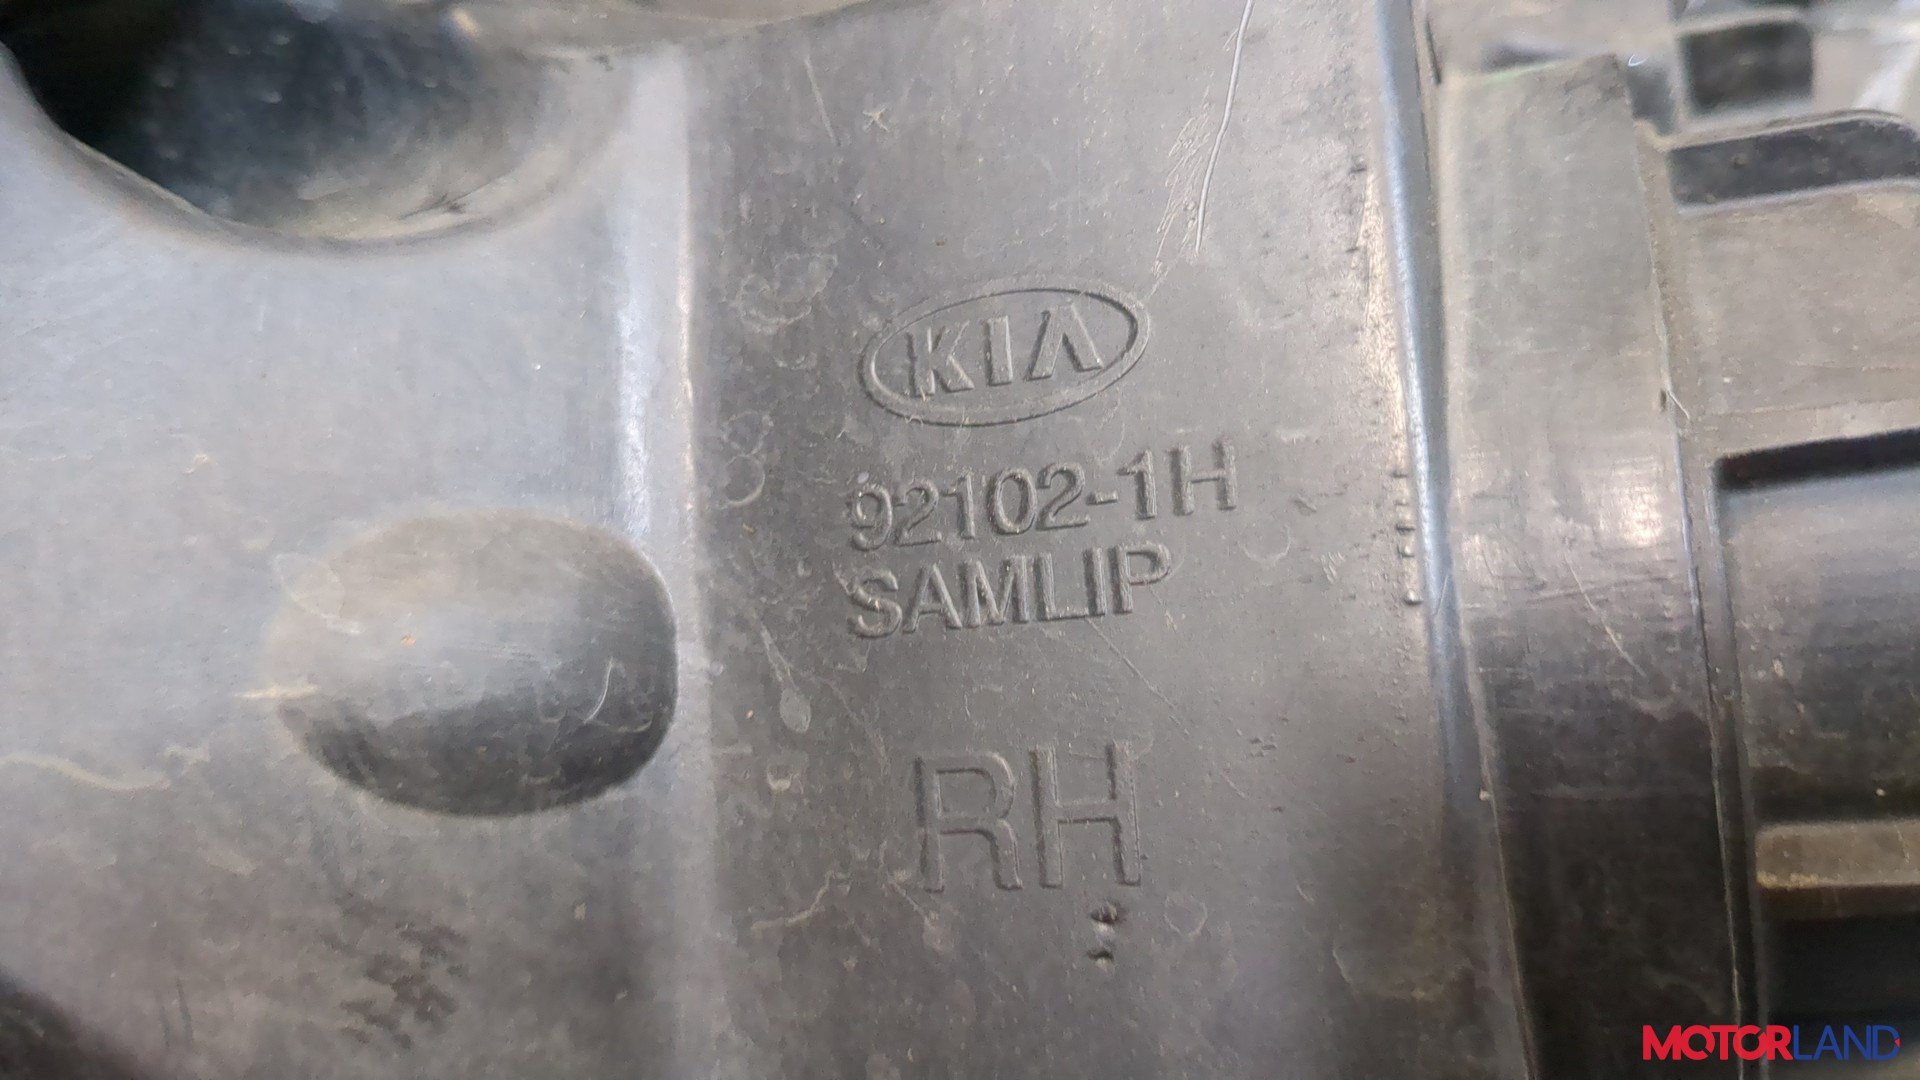 KIA
92102-1H
SAMLIP
RH
MOTORLAND